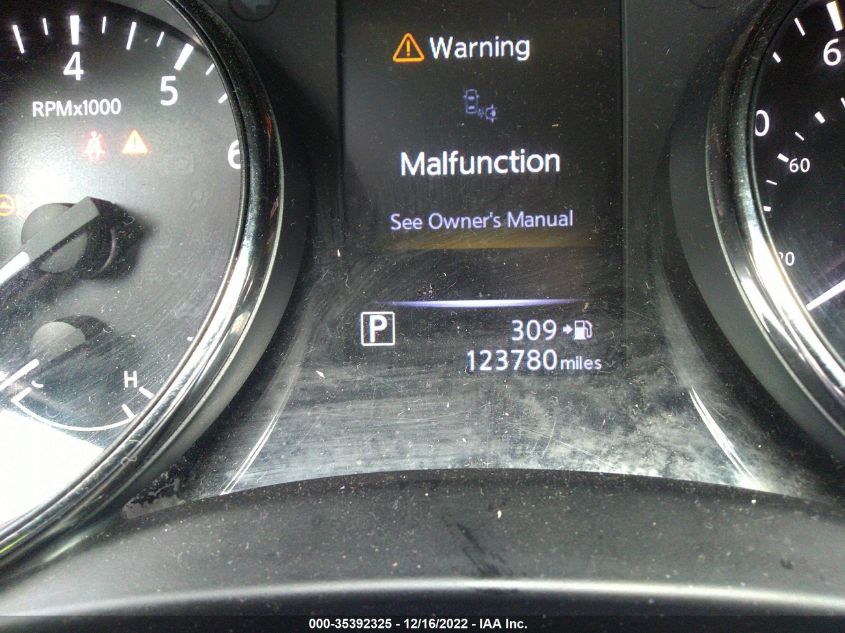 4
5
6
RPMx1000
Warning
Malfunction
See Owner's Manual
P
309
123780 miles
H
C
60
000-35392325 - 12/16/2022 - IAA Inc.